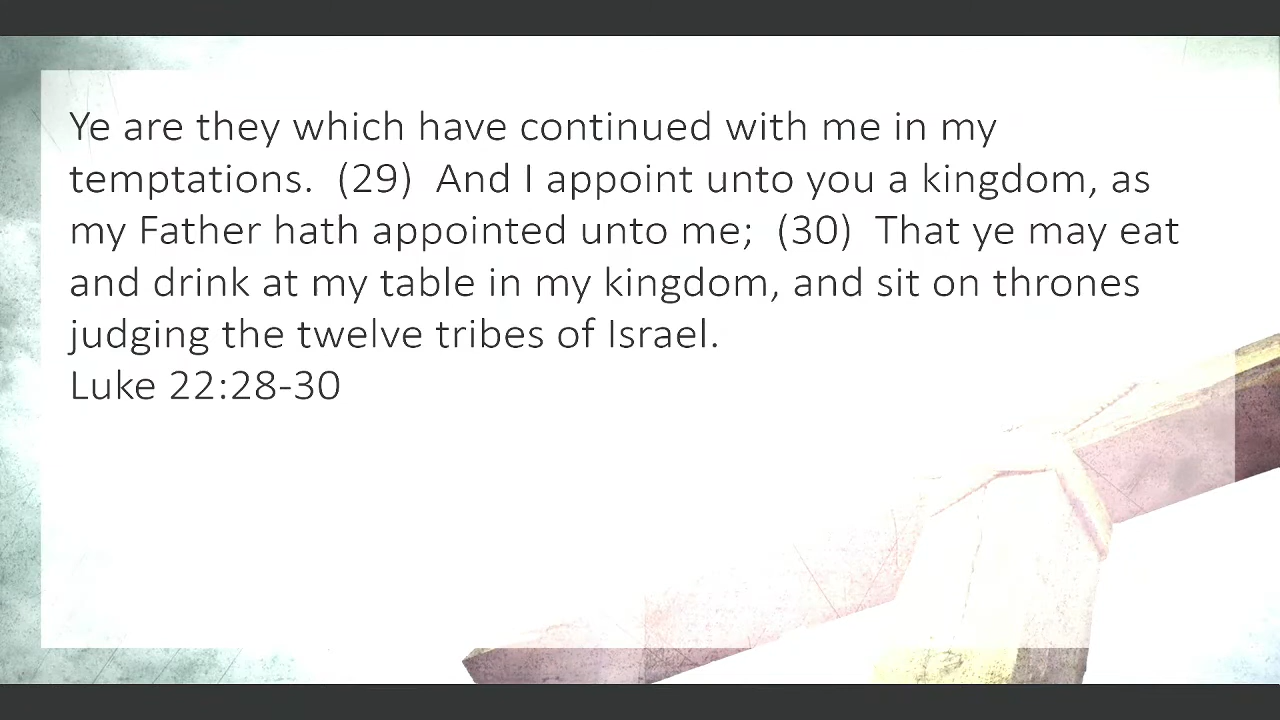 Ye are they which have continued with me in my
temptations.  (29)  And I appoint unto you a kingdom, as
my Father hath appointed unto me;  (30)  That ye may eat
and drink at my table in my kingdom, and sit on thrones
judging the twelve tribes of Israel.
Luke 22:28-30